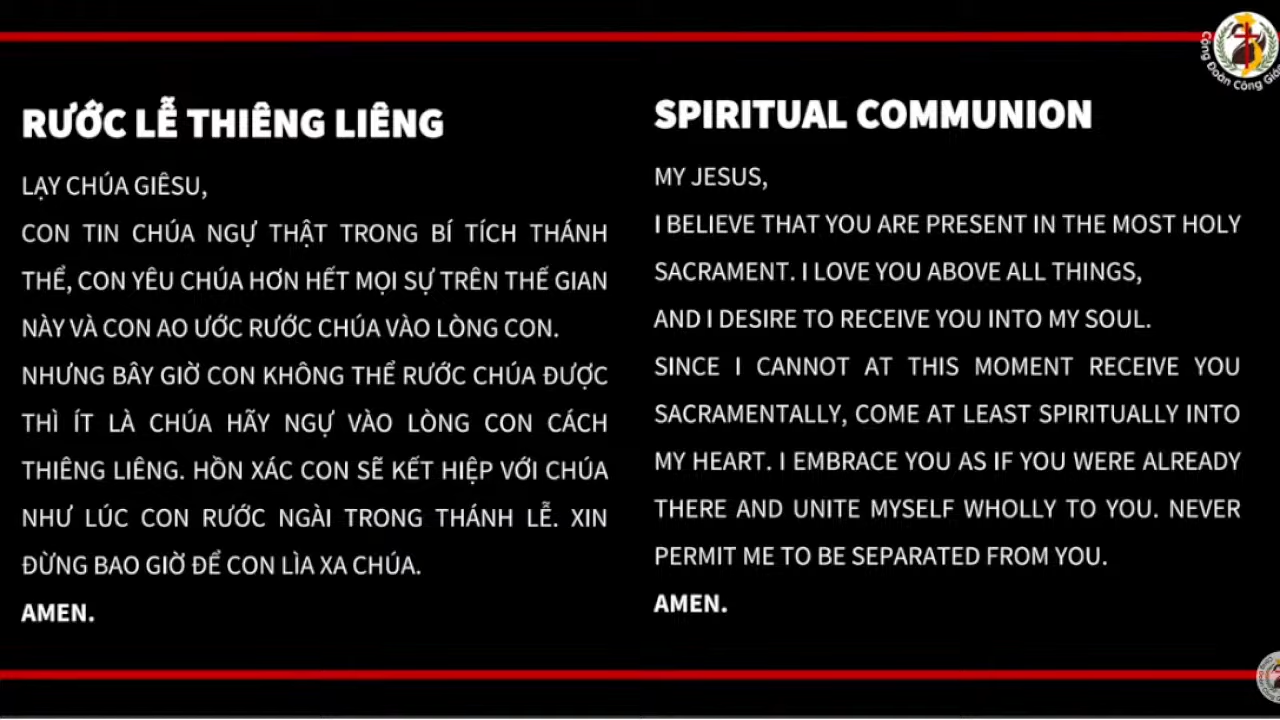 RƯỚC LỄ THIÊNG LIÊNG
LẠY CHÚA GIÊSU,
CON TIN CHÚA NGỰ THẬT TRONG BÍ TÍCH THÁNH
THỂ, CON YÊU CHÚA HƠN HẾT MỌI SỰ TRÊN THẾ GIAN
NÀY VÀ CON AO ƯỚC RƯỚC CHÚA VÀO LÒNG CON.
NHƯNG BÂY GIỜ CON KHÔNG THỂ RƯỚC CHÚA ĐƯỢC
THÌ ÍT LÀ CHÚA HÃY NGỰ VÀO LÒNG CON CÁCH
THIÊNG LIÊNG. HỒN XÁC CON SẼ KẾT HIỆP VỚI CHÚA
NHƯ LÚC CON RƯỚC NGÀI TRONG THÁNH LỄ. XIN
ĐỪNG BAO GIỜ ĐỂ CON LÌA XA CHÚA.
AMEN.
SPIRITUAL COMMUNION
MY JESUS,
I BELIEVE THAT YOU ARE PRESENT IN THE MOST HOLY
SACRAMENT. I LOVE YOU ABOVE ALL THINGS,
AND I DESIRE TO RECEIVE YOU INTO MY SOUL.
SINCE I CANNOT AT THIS MOMENT RECEIVE YOU
SACRAMENTALLY, COME AT LEAST SPIRITUALLY INTO
MY HEART. I EMBRACE YOU AS IF YOU WERE ALREADY
THERE AND UNITE MYSELF WHOLLY TO YOU. NEVER
PERMIT ME TO BE SEPARATED FROM YOU.
AMEN.
Cộng Đoàn Công Giáo